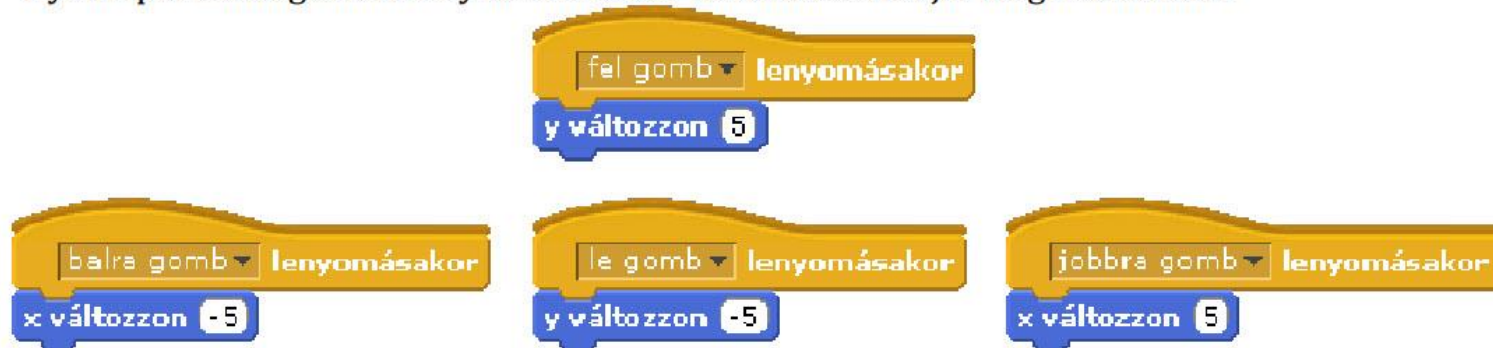 fel gomb lenyomásakor
y változzon 5
balra gomb lenyomásakor
x változzon -5
le gomb lenyomásakor
y változzon -5
jobbra gomb lenyomásakor
x változzon 5